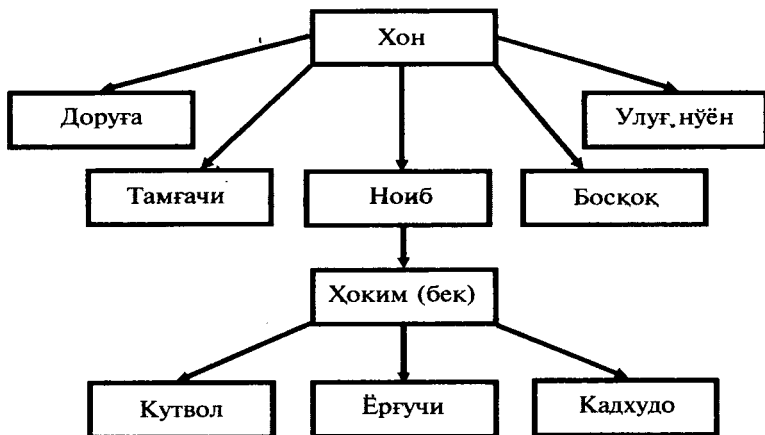 Хон
Доруға
Улуғ нўён
Тамғачи
Ноиб
Босқоқ
Ҳоким (бек)
Кутвол
Ёрғучи
Кадхудо